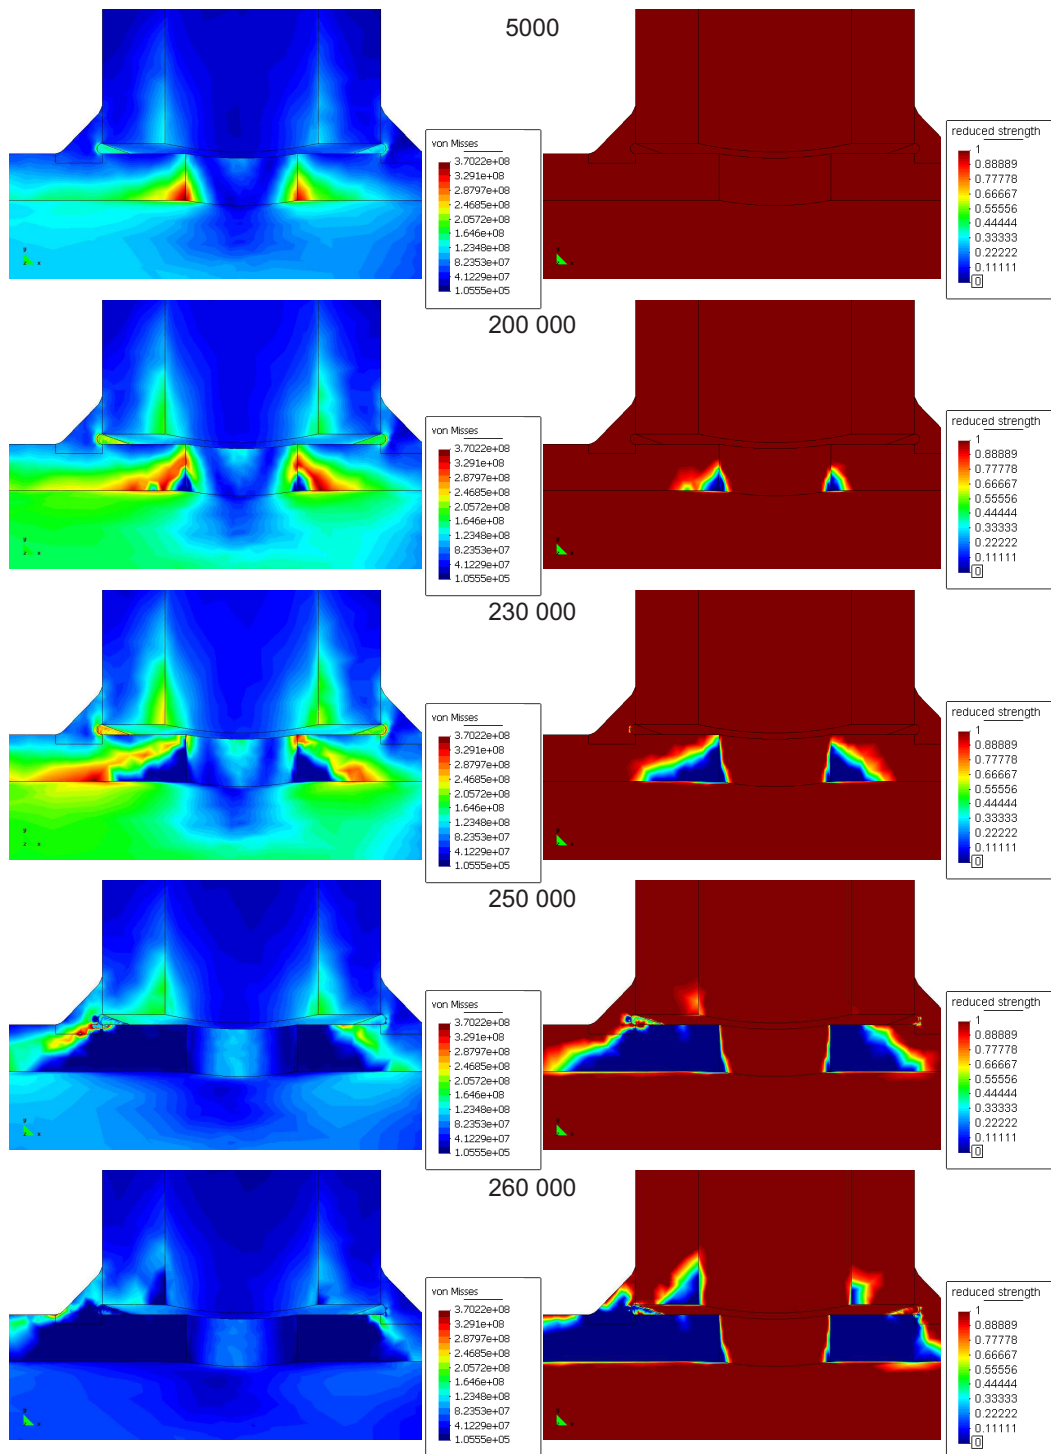 5000
von Misses
3.7022e+08
3.291e+08
2.8797e+08
2.4685e+08
2.0572e+08
1.646e+08
1.2348e+08
8.2353e+07
4.1229e+07
1.0555e+05
reduced strength
1
0.88889
0.77778
0.66667
0.55556
0.44444
0.33333
0.22222
0.11111
0
y
z x
200 000
von Misses
3.7022e+08
3.291e+08
2.8797e+08
2.4685e+08
2.0572e+08
1.646e+08
1.2348e+08
8.2353e+07
4.1229e+07
1.0555e+05
reduced strength
1
0.88889
0.77778
0.66667
0.55556
0.44444
0.33333
0.22222
0.11111
0
y
z x
230 000
von Misses
3.7022e+08
3.291e+08
2.8797e+08
2.4685e+08
2.0572e+08
1.646e+08
1.2348e+08
8.2353e+07
4.1229e+07
1.0555e+05
reduced strength
1
0.88889
0.77778
0.66667
0.55556
0.44444
0.33333
0.22222
0.11111
0
y
z x
250 000
von Misses
3.7022e+08
3.291e+08
2.8797e+08
2.4685e+08
2.0572e+08
1.646e+08
1.2348e+08
8.2353e+07
4.1229e+07
1.0555e+05
reduced strength
1
0.88889
0.77778
0.66667
0.55556
0.44444
0.33333
0.22222
0.11111
0
y
z x
260 000
von Misses
3.7022e+08
3.291e+08
2.8797e+08
2.4685e+08
2.0572e+08
1.646e+08
1.2348e+08
8.2353e+07
4.1229e+07
1.0555e+05
reduced strength
1
0.88889
0.77778
0.66667
0.55556
0.44444
0.33333
0.22222
0.11111
0
y
z x